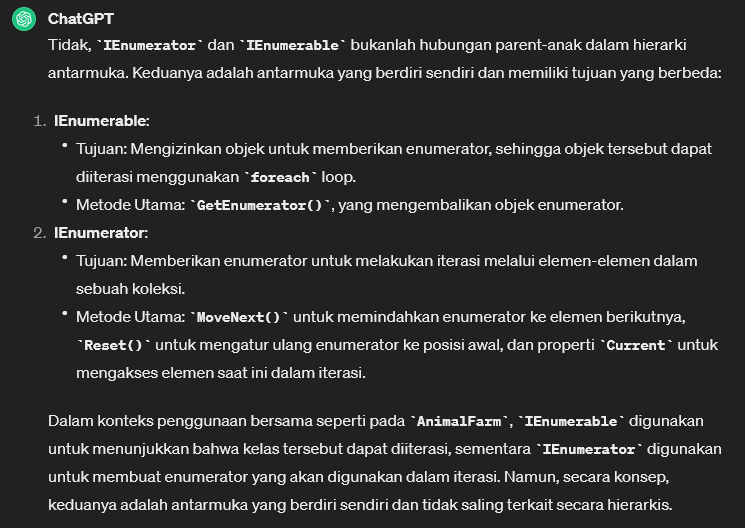 ChatGPT
Tidak, `IEnumerator` dan `IEnumerable` bukanlah hubungan parent-anak dalam hierarki
antarmuka. Keduanya adalah antarmuka yang berdiri sendiri dan memiliki tujuan yang berbeda:
1. IEnumerable:
• Tujuan: Mengizinkan objek untuk memberikan enumerator, sehingga objek tersebut dapat
diiterasi menggunakan `foreach` loop.
• Metode Utama: `GetEnumerator()`, yang mengembalikan objek enumerator.
2. IEnumerator:
• Tujuan: Memberikan enumerator untuk melakukan iterasi melalui elemen-elemen dalam
sebuah koleksi.
• Metode Utama: `MoveNext()` untuk memindahkan enumerator ke elemen berikutnya,
`Reset()` untuk mengatur ulang enumerator ke posisi awal, dan properti `Current` untuk
mengakses elemen saat ini dalam iterasi.
Dalam konteks penggunaan bersama seperti pada `AnimalFarm`, `IEnumerable` digunakan
untuk menunjukkan bahwa kelas tersebut dapat diiterasi, sementara `IEnumerator` digunakan
untuk membuat enumerator yang akan digunakan dalam iterasi. Namun, secara konsep,
keduanya adalah antarmuka yang berdiri sendiri dan tidak saling terkait secara hierarkis.